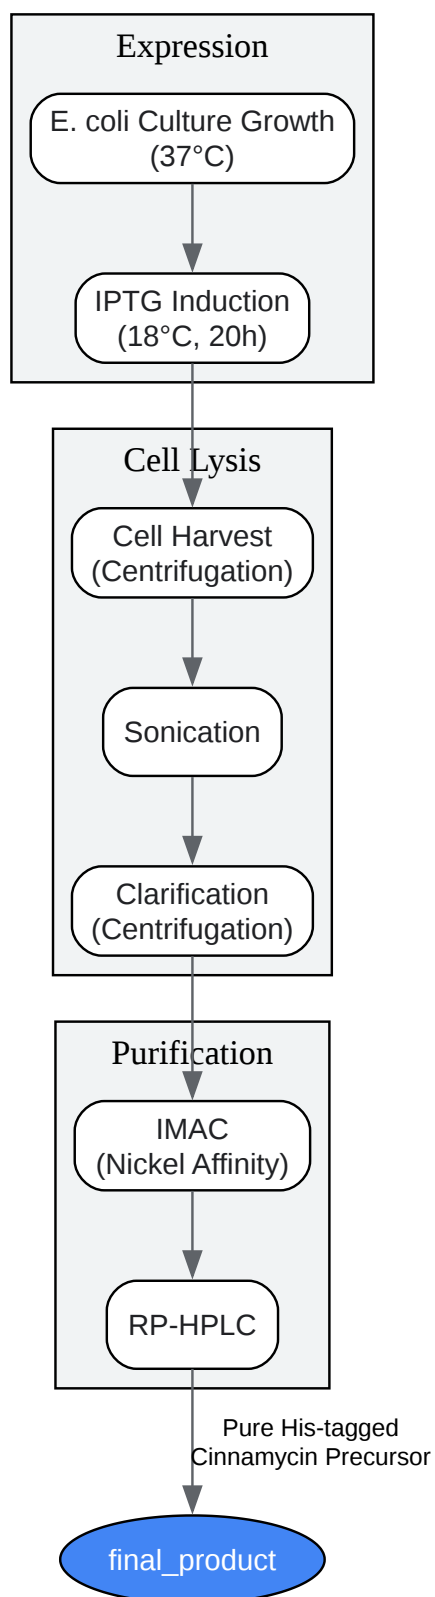 Expression
E. coli Culture Growth
(37°C)
IPTG Induction
(18°C, 20h)
Cell Lysis
Cell Harvest
(Centrifugation)
Sonication
Clarification
(Centrifugation)
Purification
IMAC
(Nickel Affinity)
RP-HPLC
Pure His-tagged
Cinnamycin Precursor
final_product